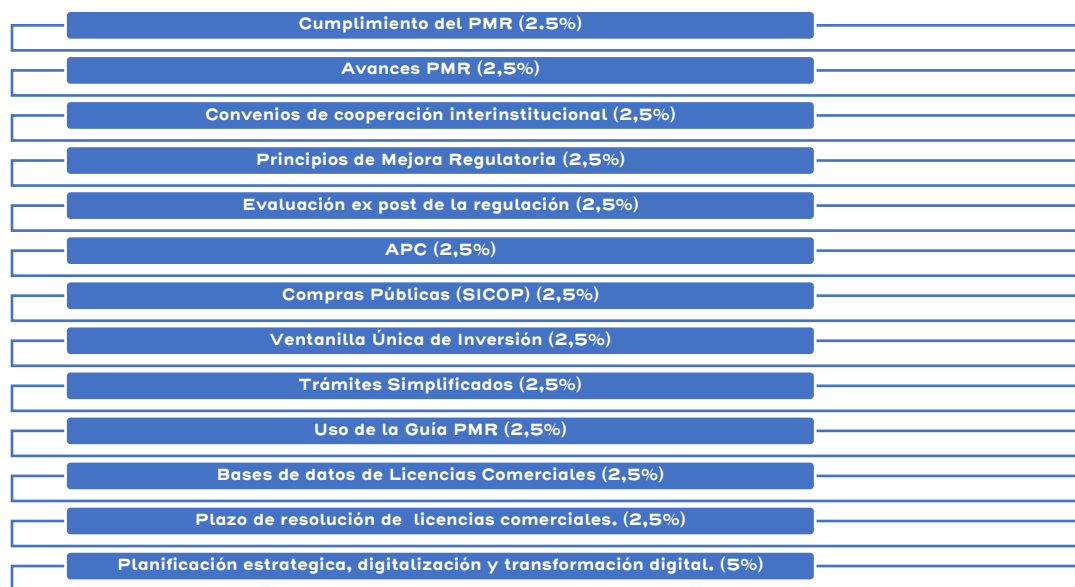 Cumplimiento del PMR (2.5%)
Avances PMR (2,5%)
Convenios de cooperación interinstitucional (2,5%)
Principios de Mejora Regulatoria (2,5%)
Evaluación ex post de la regulación (2,5%)
APC (2,5%)
Compras Públicas (SICOP) (2,5%)
Ventanilla Única de Inversión (2,5%)
Trámites Simplificados (2,5%)
Uso de la Guía PMR (2,5%)
Bases de datos de Licencias Comerciales (2,5%)
Plazo de resolución de licencias comerciales. (2,5%)
Planificación estrategica, digitalización y transformación digital. (5%)